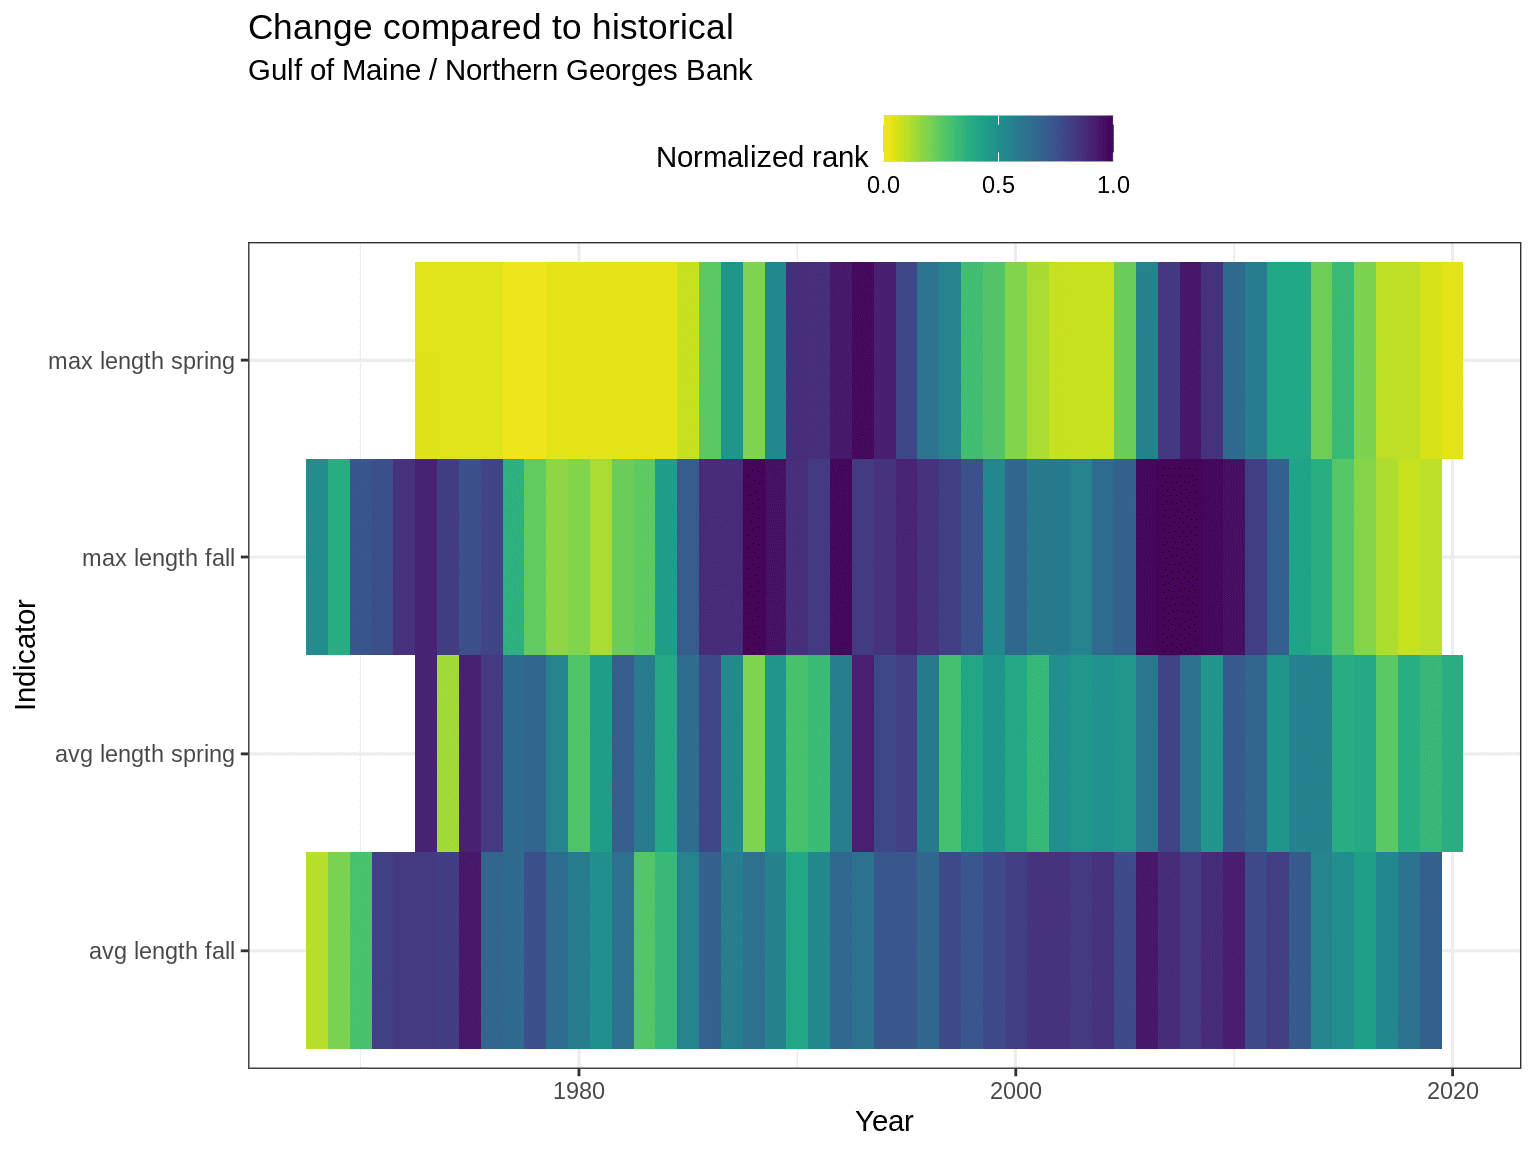 Change compared to historical
Gulf of Maine / Northern Georges Bank
Normalized rank
0.0 0.5 1.0
Indicator
max length spring
max length fall
avg length spring
avg length fall
1980 2000 2020
Year